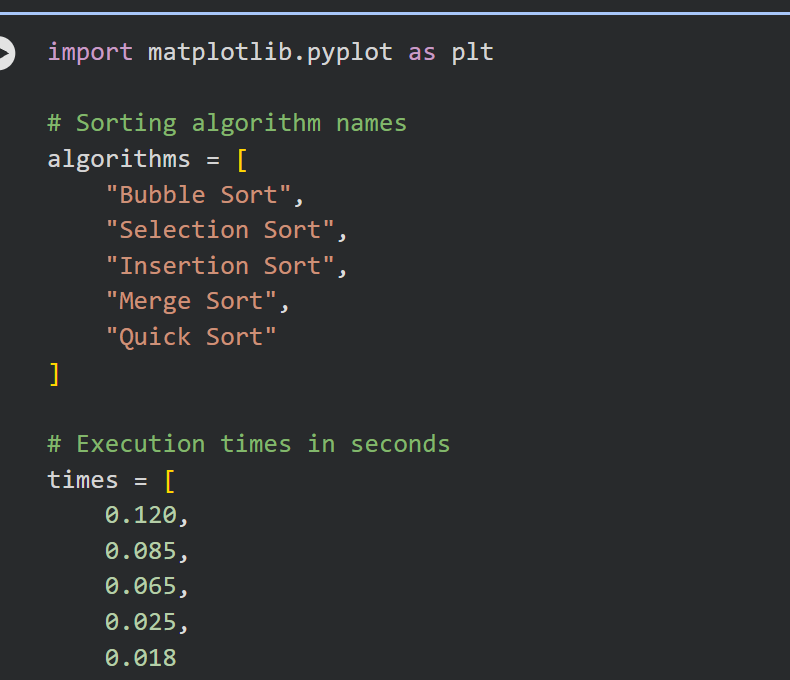 import matplotlib.pyplot as plt

# Sorting algorithm names
algorithms = [
    "Bubble Sort",
    "Selection Sort",
    "Insertion Sort",
    "Merge Sort",
    "Quick Sort"
]

# Execution times in seconds
times = [
    0.120,
    0.085,
    0.065,
    0.025,
    0.018